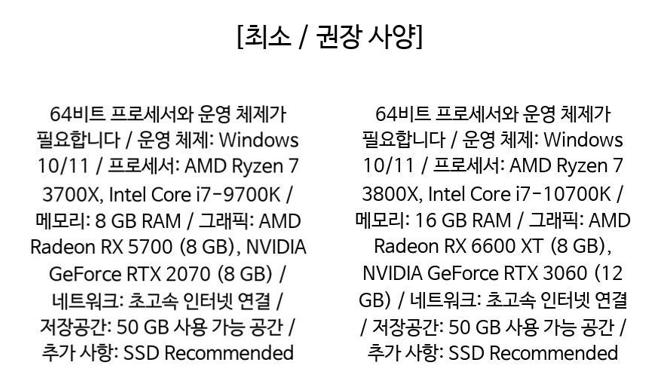 [최소 / 권장 사양]
64비트 프로세서와 운영 체제가
필요합니다 / 운영 체제: Windows
10/11 / 프로세서: AMD Ryzen 7
3700X, Intel Core i7-9700K /
메모리: 8 GB RAM / 그래픽: AMD
Radeon RX 5700 (8 GB), NVIDIA
GeForce RTX 2070 (8 GB) /
네트워크: 초고속 인터넷 연결 /
저장공간: 50 GB 사용 가능 공간 /
추가 사항: SSD Recommended
64비트 프로세서와 운영 체제가
필요합니다 / 운영 체제: Windows
10/11 / 프로세서: AMD Ryzen 7
3800X, Intel Core i7-10700K /
메모리: 16 GB RAM / 그래픽: AMD
Radeon RX 6600 XT (8 GB),
NVIDIA GeForce RTX 3060 (12
GB) / 네트워크: 초고속 인터넷 연결
/ 저장공간: 50 GB 사용 가능 공간 /
추가 사항: SSD Recommended